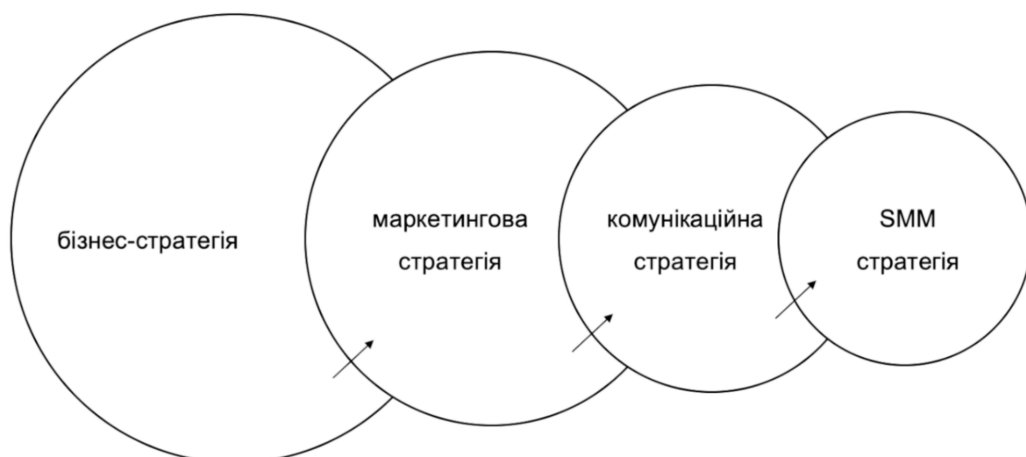 бізнес-стратегія
маркетингова
стратегія
комунікаційна
стратегія
SMM
стратегія